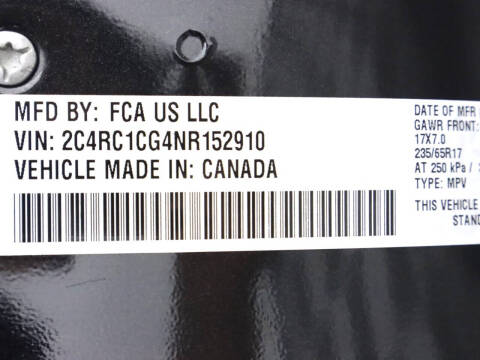 MFD BY: FCA US LLC
VIN: 2C4RC1CG4NR152910
VEHICLE MADE IN: CANADA
DATE OF MFR
GAWR FRONT:
17X7.0
235/65R17
AT 250 kPa /
TYPE: MPV
THIS VEHICLE
STAND